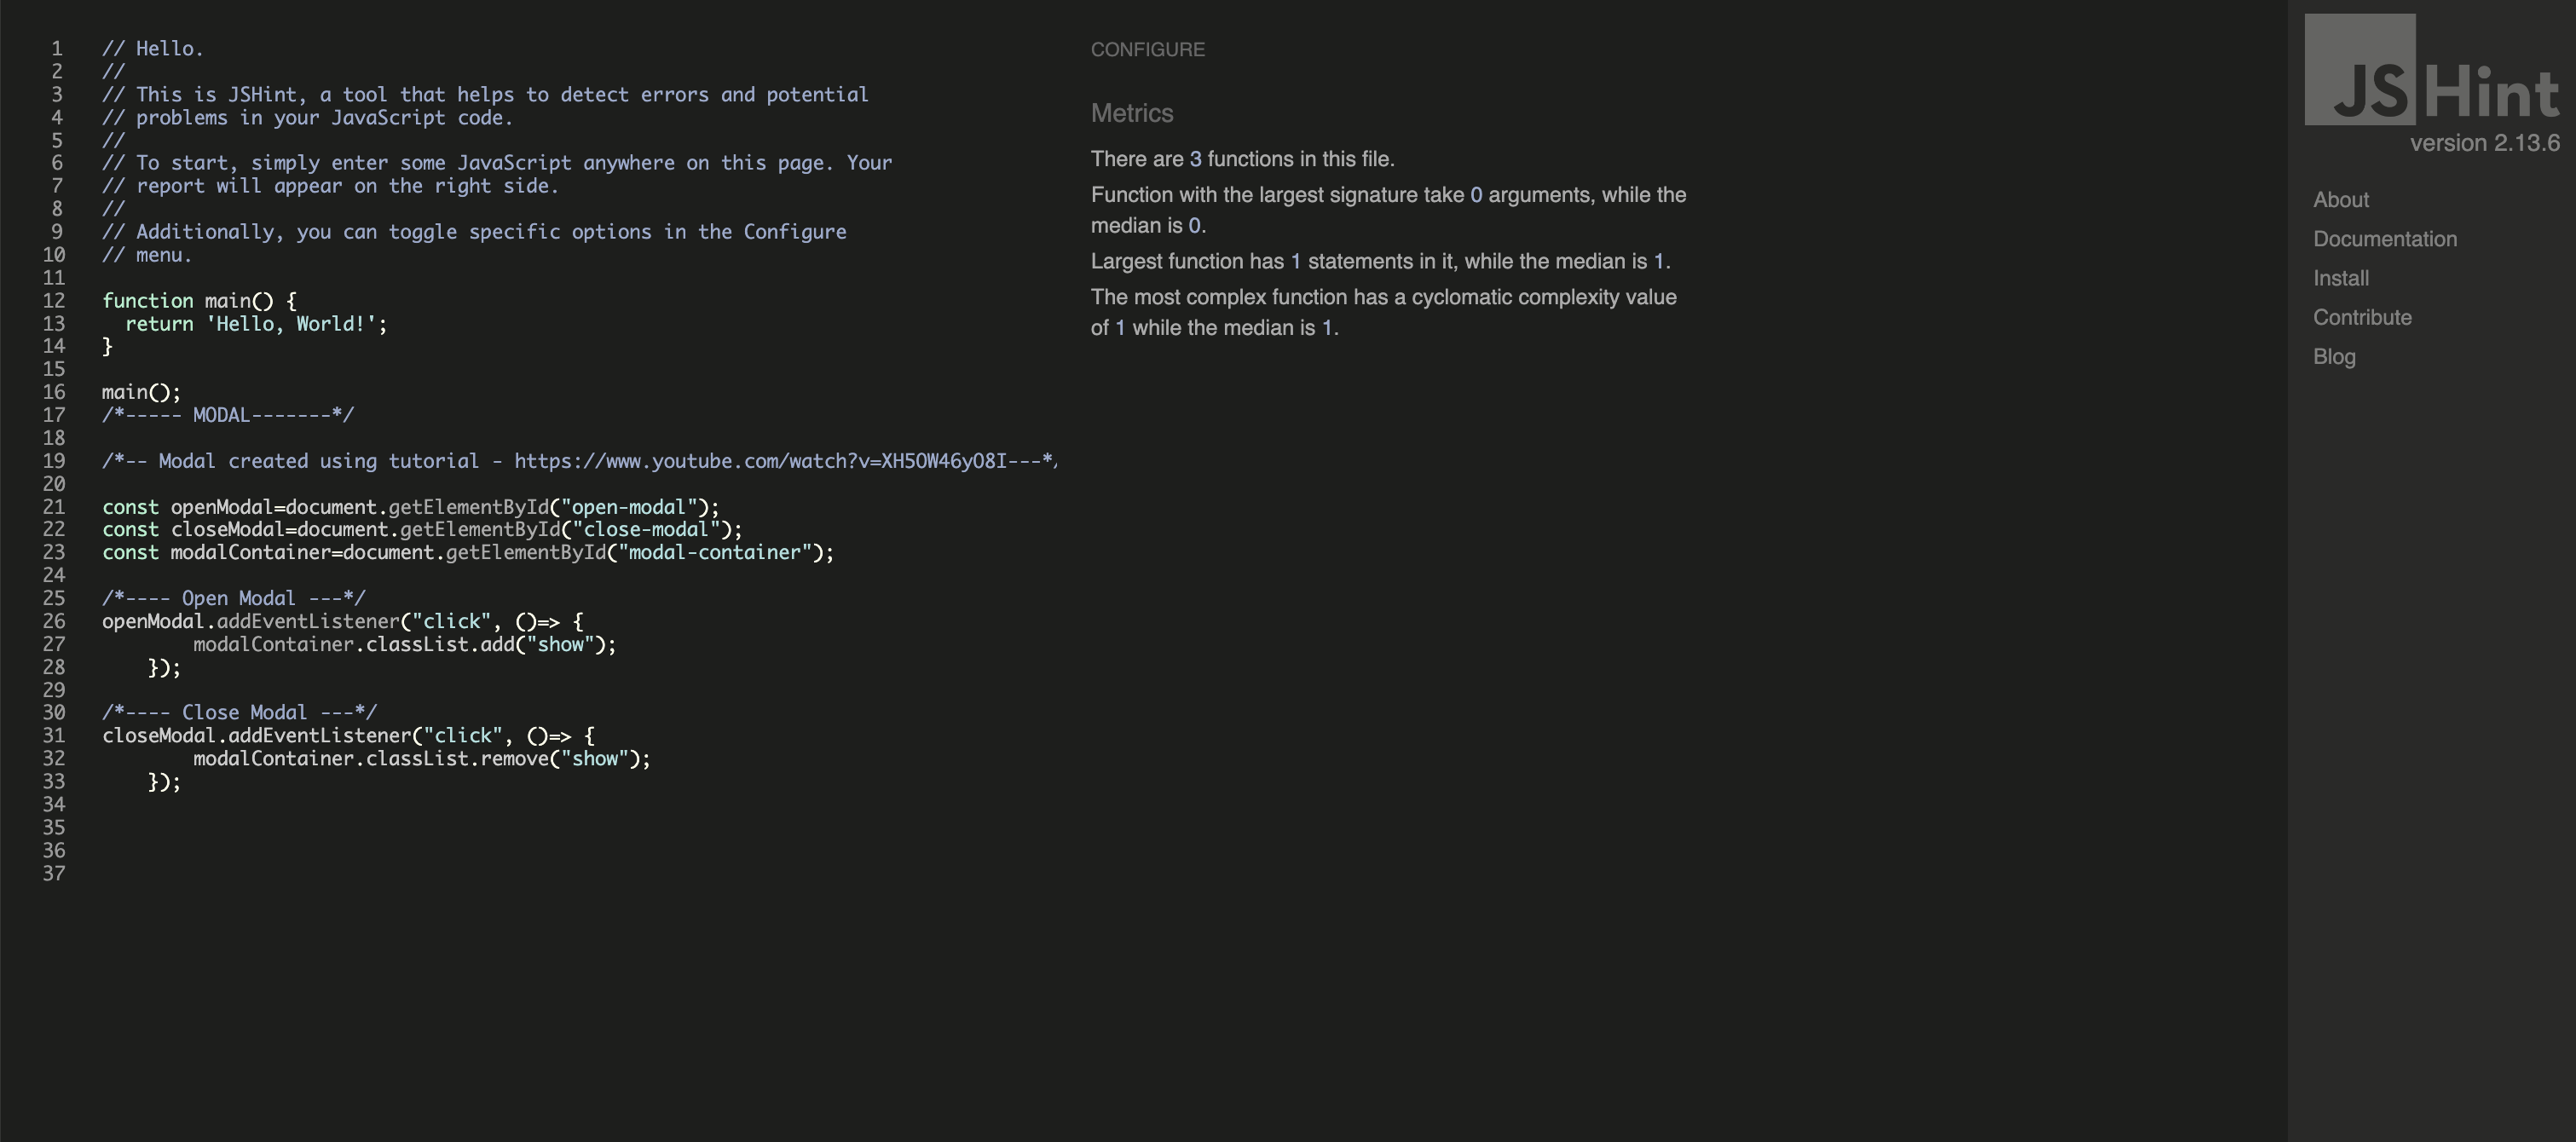 1 // Hello.
2 //
3 // This is JSHint, a tool that helps to detect errors and potential
4 // problems in your JavaScript code.
5 //
6 // To start, simply enter some JavaScript anywhere on this page. Your
7 // report will appear on the right side.
8 //
9 // Additionally, you can toggle specific options in the Configure
10 // menu.
11
12 function main() {
13   return 'Hello, World!';
14 }
15
16 main();
17 /*----- MODAL-------*/
18
19 /*-- Modal created using tutorial - https://www.youtube.com/watch?v=XH5OW46yO8I---*/
20
21 const openModal=document.getElementById("open-modal");
22 const closeModal=document.getElementById("close-modal");
23 const modalContainer=document.getElementById("modal-container");
24
25 /*---- Open Modal ---*/
26 openModal.addEventListener("click", ()=> {
27         modalContainer.classList.add("show");
28     });
29
30 /*---- Close Modal ---*/
31 closeModal.addEventListener("click", ()=> {
32         modalContainer.classList.remove("show");
33     });
34
35
36
37
CONFIGURE
Metrics
There are 3 functions in this file.
Function with the largest signature take 0 arguments, while the
median is 0.
Largest function has 1 statements in it, while the median is 1.
The most complex function has a cyclomatic complexity value
of 1 while the median is 1.
JSHint
version 2.13.6
About
Documentation
Install
Contribute
Blog